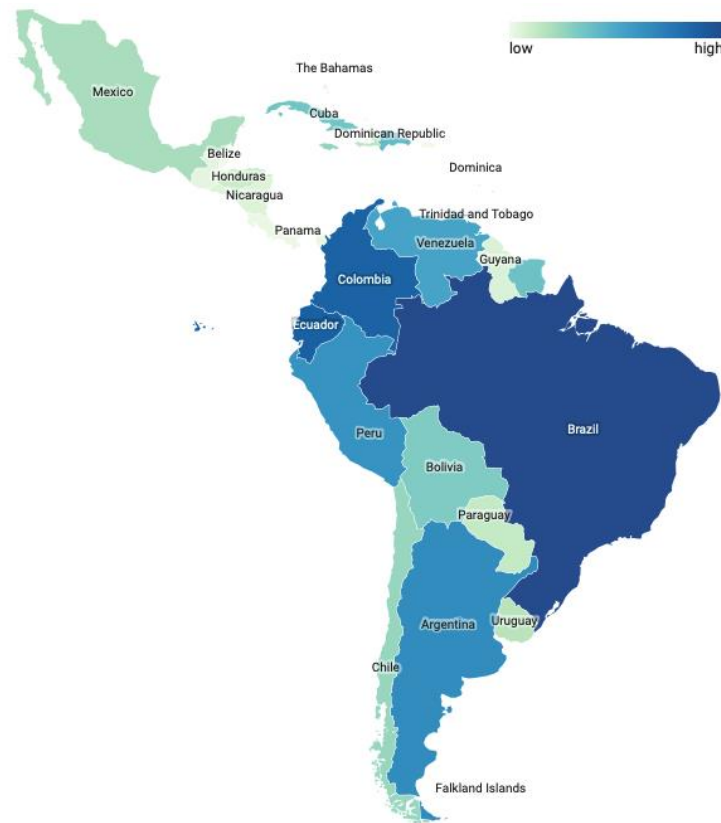 low high
The Bahamas
Mexico
Cuba
Dominican Republic
Belize
Dominica
Honduras
Nicaragua
Trinidad and Tobago
Panama
Venezuela
Guyana
Colombia
Ecuador
Brazil
Peru
Bolivia
Paraguay
Uruguay
Argentina
Chile
Falkland Islands